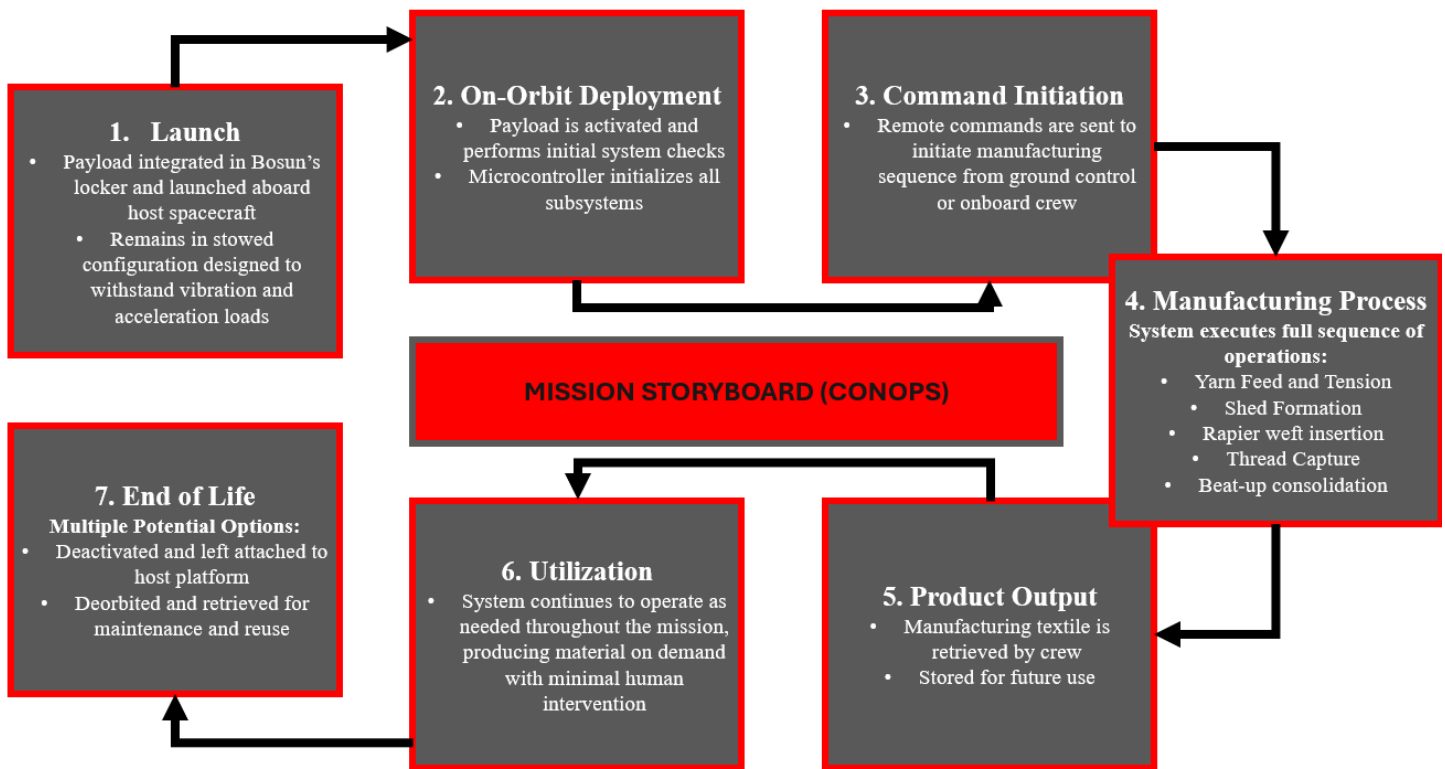 1. Launch
• Payload integrated in Bosun’s
locker and launched aboard
host spacecraft
• Remains in stowed
configuration designed to
withstand vibration and
acceleration loads
2. On-Orbit Deployment
• Payload is activated and
performs initial system checks
• Microcontroller initializes all
subsystems
3. Command Initiation
• Remote commands are sent to
initiate manufacturing
sequence from ground control
or onboard crew
4. Manufacturing Process
System executes full sequence of
operations:
• Yarn Feed and Tension
• Shed Formation
• Rapier weft insertion
• Thread Capture
• Beat-up consolidation
MISSION STORYBOARD (CONOPS)
5. Product Output
• Manufacturing textile is
retrieved by crew
• Stored for future use
6. Utilization
• System continues to operate as
needed throughout the mission,
producing material on demand
with minimal human
intervention
7. End of Life
Multiple Potential Options:
• Deactivated and left attached to
host platform
• Deorbited and retrieved for
maintenance and reuse